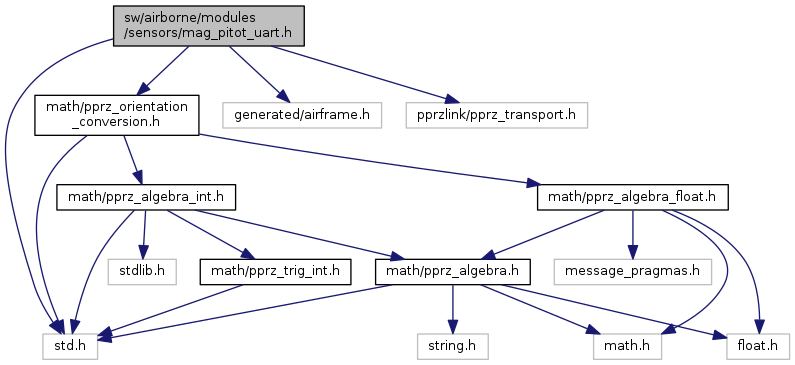 sw/airborne/modules
/sensors/mag_pitot_uart.h
math/pprz_orientation
_conversion.h
generated/airframe.h
pprzlink/pprz_transport.h
math/pprz_algebra_int.h
math/pprz_algebra_float.h
stdlib.h
math/pprz_trig_int.h
math/pprz_algebra.h
message_pragmas.h
std.h
string.h
math.h
float.h